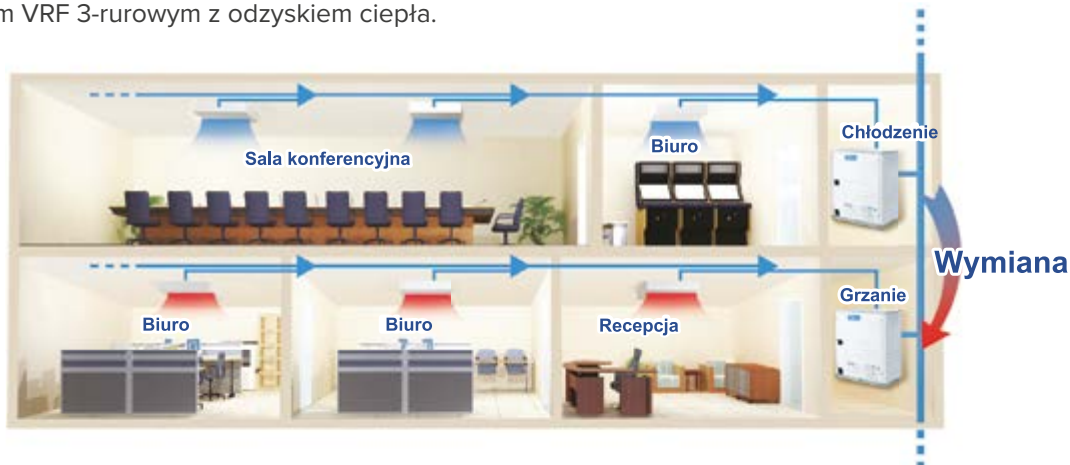 m VRF 3-rurowym z odzyskiem ciepła.
Chłodzenie
Biuro
Sala konferencyjna
Wymiana
Grzanie
Biuro
Biuro
Recepcja